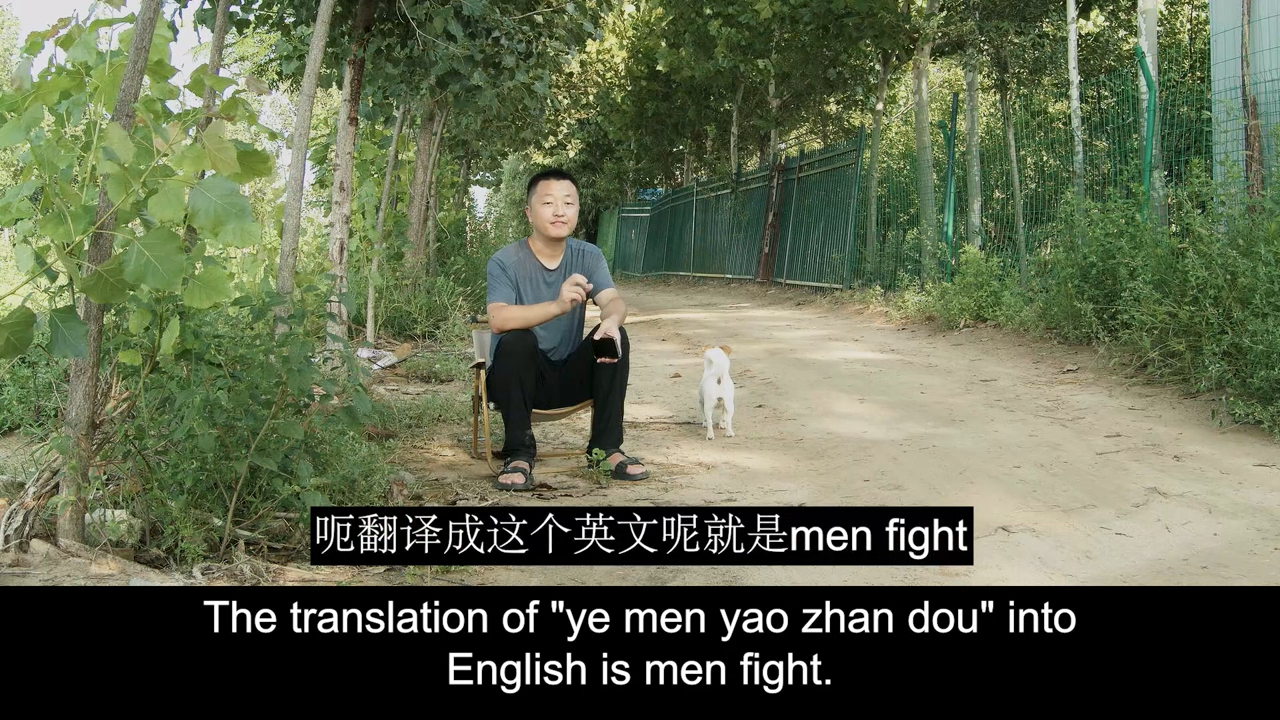 呃翻译成这个英文呢就是men fight
The translation of "ye men yao zhan dou" into
English is men fight.